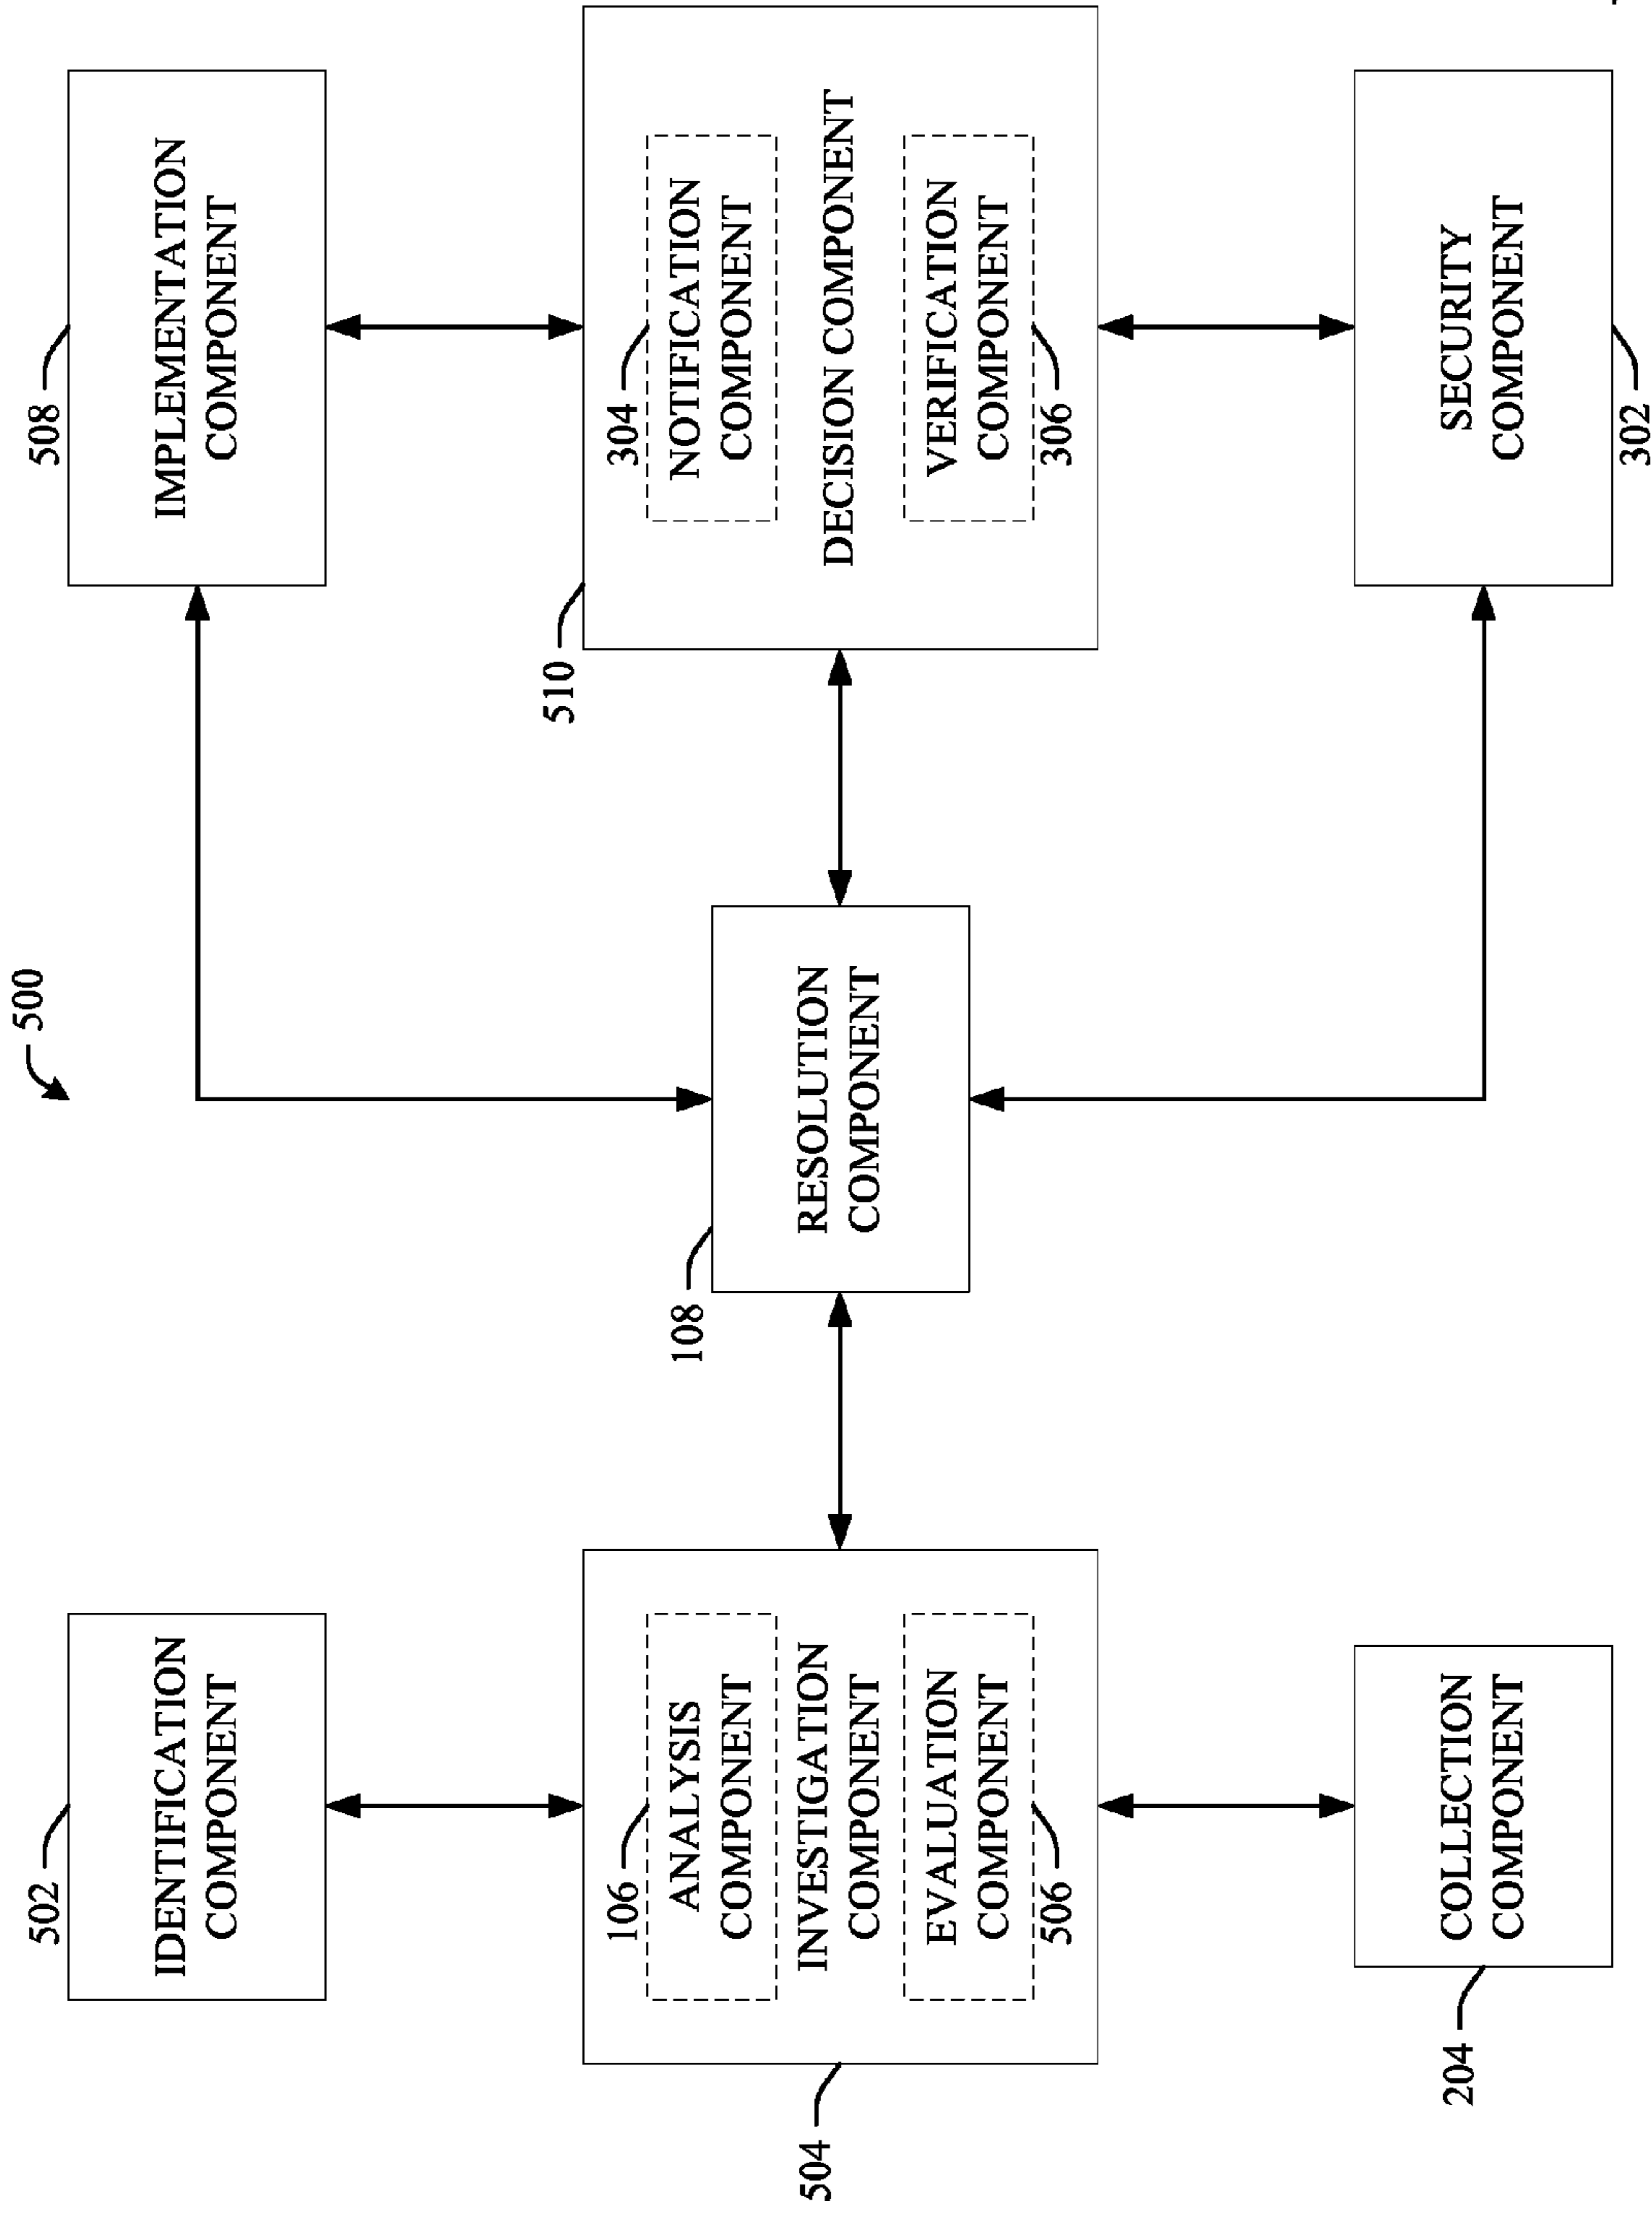 500
502
IDENTIFICATION
COMPONENT
508
IMPLEMENTATION
COMPONENT
504
106
ANALYSIS
COMPONENT
INVESTIGATION
COMPONENT
EVALUATION
COMPONENT
506
108
RESOLUTION
COMPONENT
510
304
NOTIFICATION
COMPONENT
DECISION COMPONENT
VERIFICATION
COMPONENT
306
204
COLLECTION
COMPONENT
SECURITY
COMPONENT
302